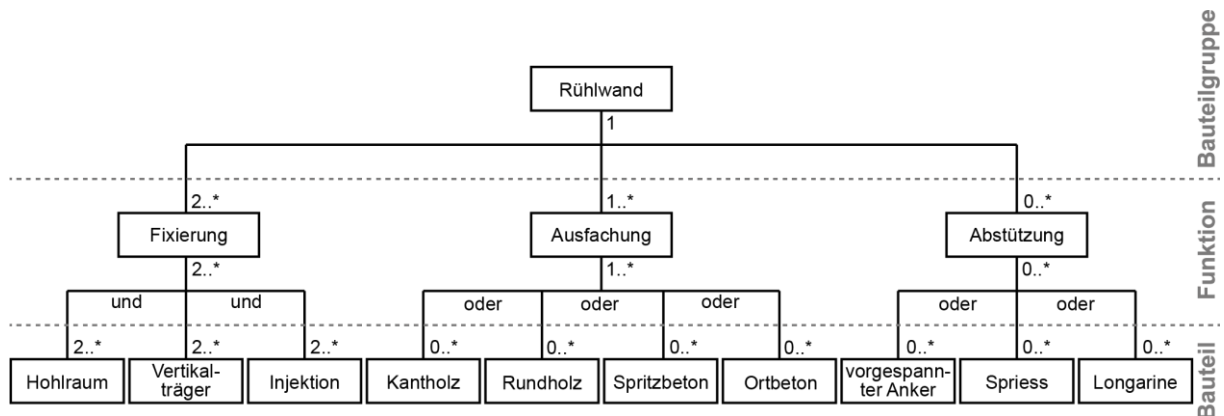 Bauteilgruppe
Rühlwand
1
2..*
1..*
0..*
Funktion
Fixierung
Ausfachung
Abstützung
2..*
1..*
0..*
und
und
oder
oder
oder
oder
oder
2..*
2..*
2..*
0..*
0..*
0..*
0..*
0..*
0..*
0..*
Bauteil
Hohlraum
Vertikal-
träger
Injektion
Kantholz
Rundholz
Spritzbeton
Ortbeton
vorgespann-
ter Anker
Spriess
Longarine